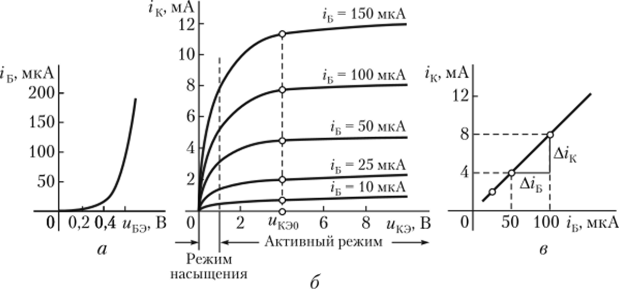 iБ, мкА
200
150
100
50
0
0,2
0,4
uБЭ, В
а
iК, мА
12
10
8
6
4
2
0
iБ = 150 мкА
iБ = 100 мкА
iБ = 50 мкА
iБ = 25 мкА
iБ = 10 мкА
2
uКЭ0
6
8
uКЭ, В
Режим
насыщения
Активный режим
б
iК, мА
12
8
4
0
ΔiК
ΔiБ
50
100
iБ, мкА
в